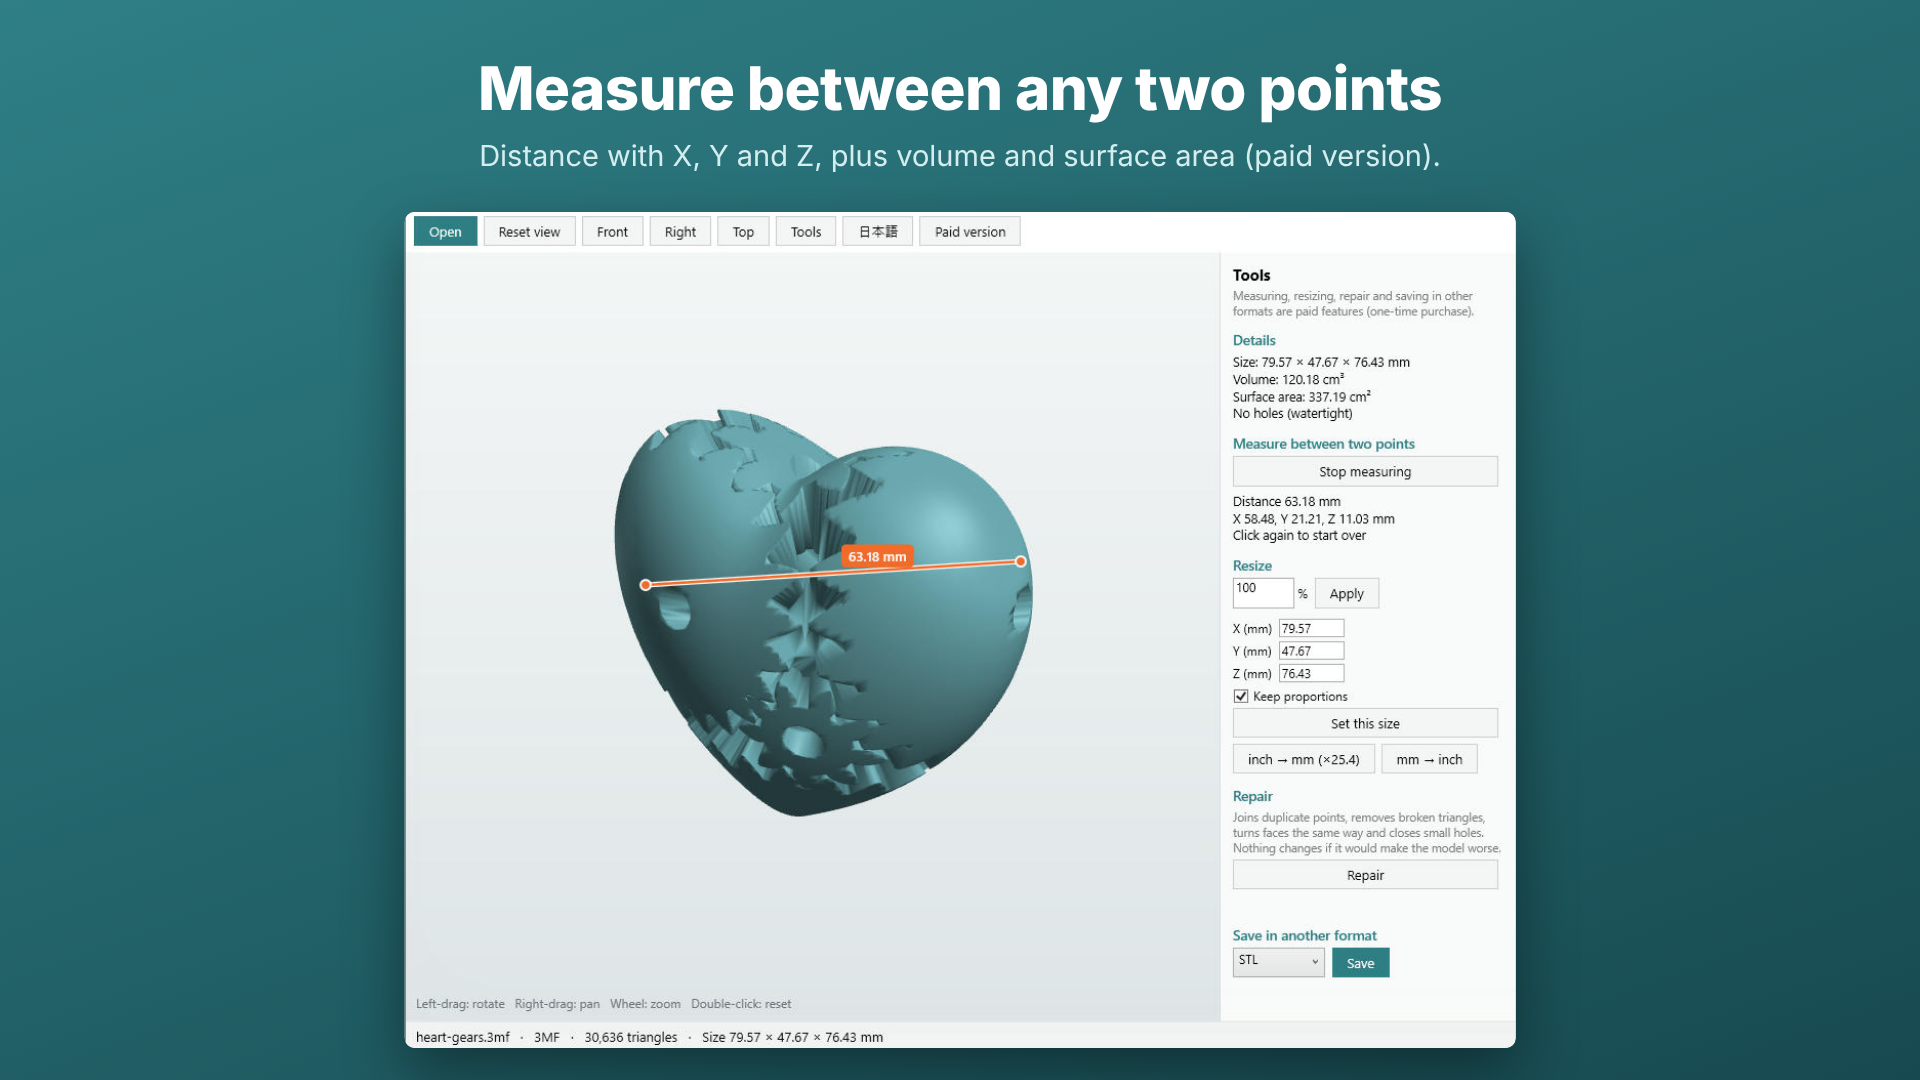 Measure between any two points
Distance with X, Y and Z, plus volume and surface area (paid version).
Open
Reset view
Front
Right
Top
Tools
日本語
Paid version
Tools
Measuring, resizing, repair and saving in other
formats are paid features (one-time purchase).
Details
Size: 79.57 × 47.67 × 76.43 mm
Volume: 120.18 cm³
Surface area: 337.19 cm²
No holes (watertight)
Measure between two points
Stop measuring
Distance 63.18 mm
X 58.48, Y 21.21, Z 11.03 mm
Click again to start over
63.18 mm
Resize
100 % Apply
X (mm) 79.57
Y (mm) 47.67
Z (mm) 76.43
Keep proportions
Set this size
inch → mm (×25.4)
mm → inch
Repair
Joins duplicate points, removes broken triangles,
turns faces the same way and closes small holes.
Nothing changes if it would make the model worse.
Repair
Save in another format
STL
Save
Left-drag: rotate Right-drag: pan Wheel: zoom Double-click: reset
heart-gears.3mf · 3MF · 30,636 triangles · Size 79.57 × 47.67 × 76.43 mm